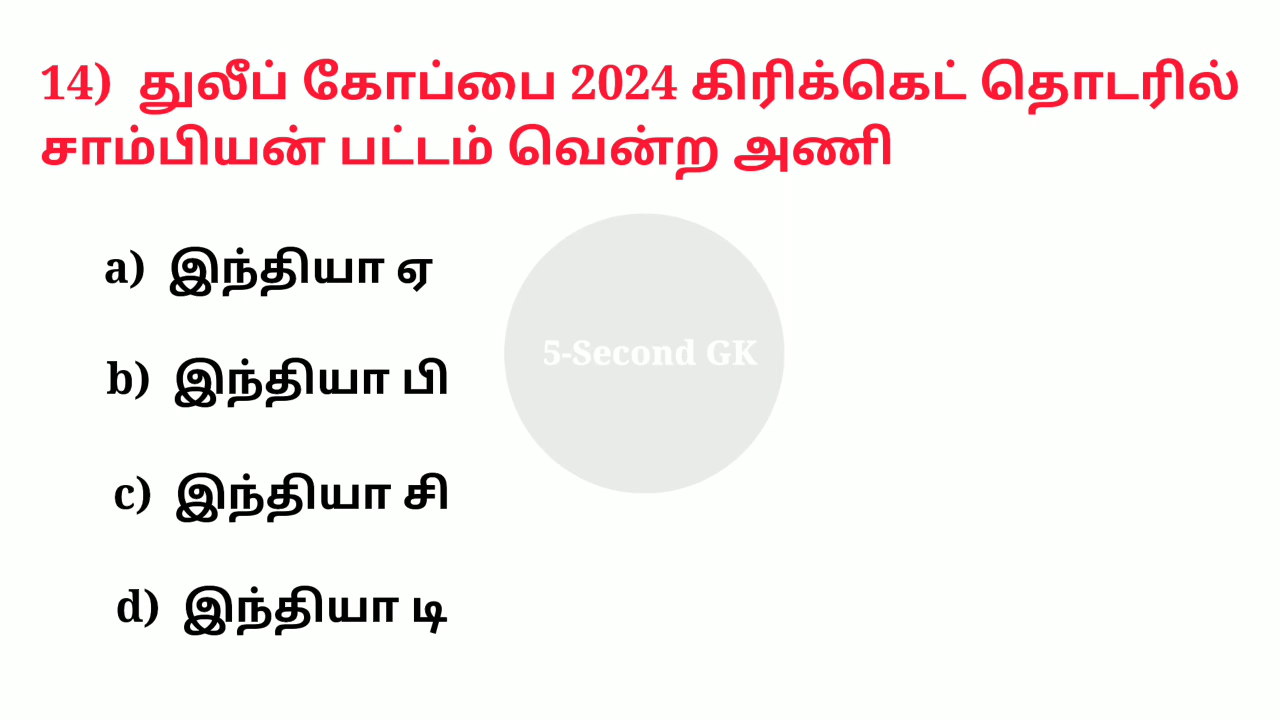 14) துலீப் கோப்பை 2024 கிரிக்கெட் தொடரில்
சாம்பியன் பட்டம் வென்ற அணி
a) இந்தியா ஏ
5-Second GK
b) இந்தியா பி
c) இந்தியா சி
d) இந்தியா டி